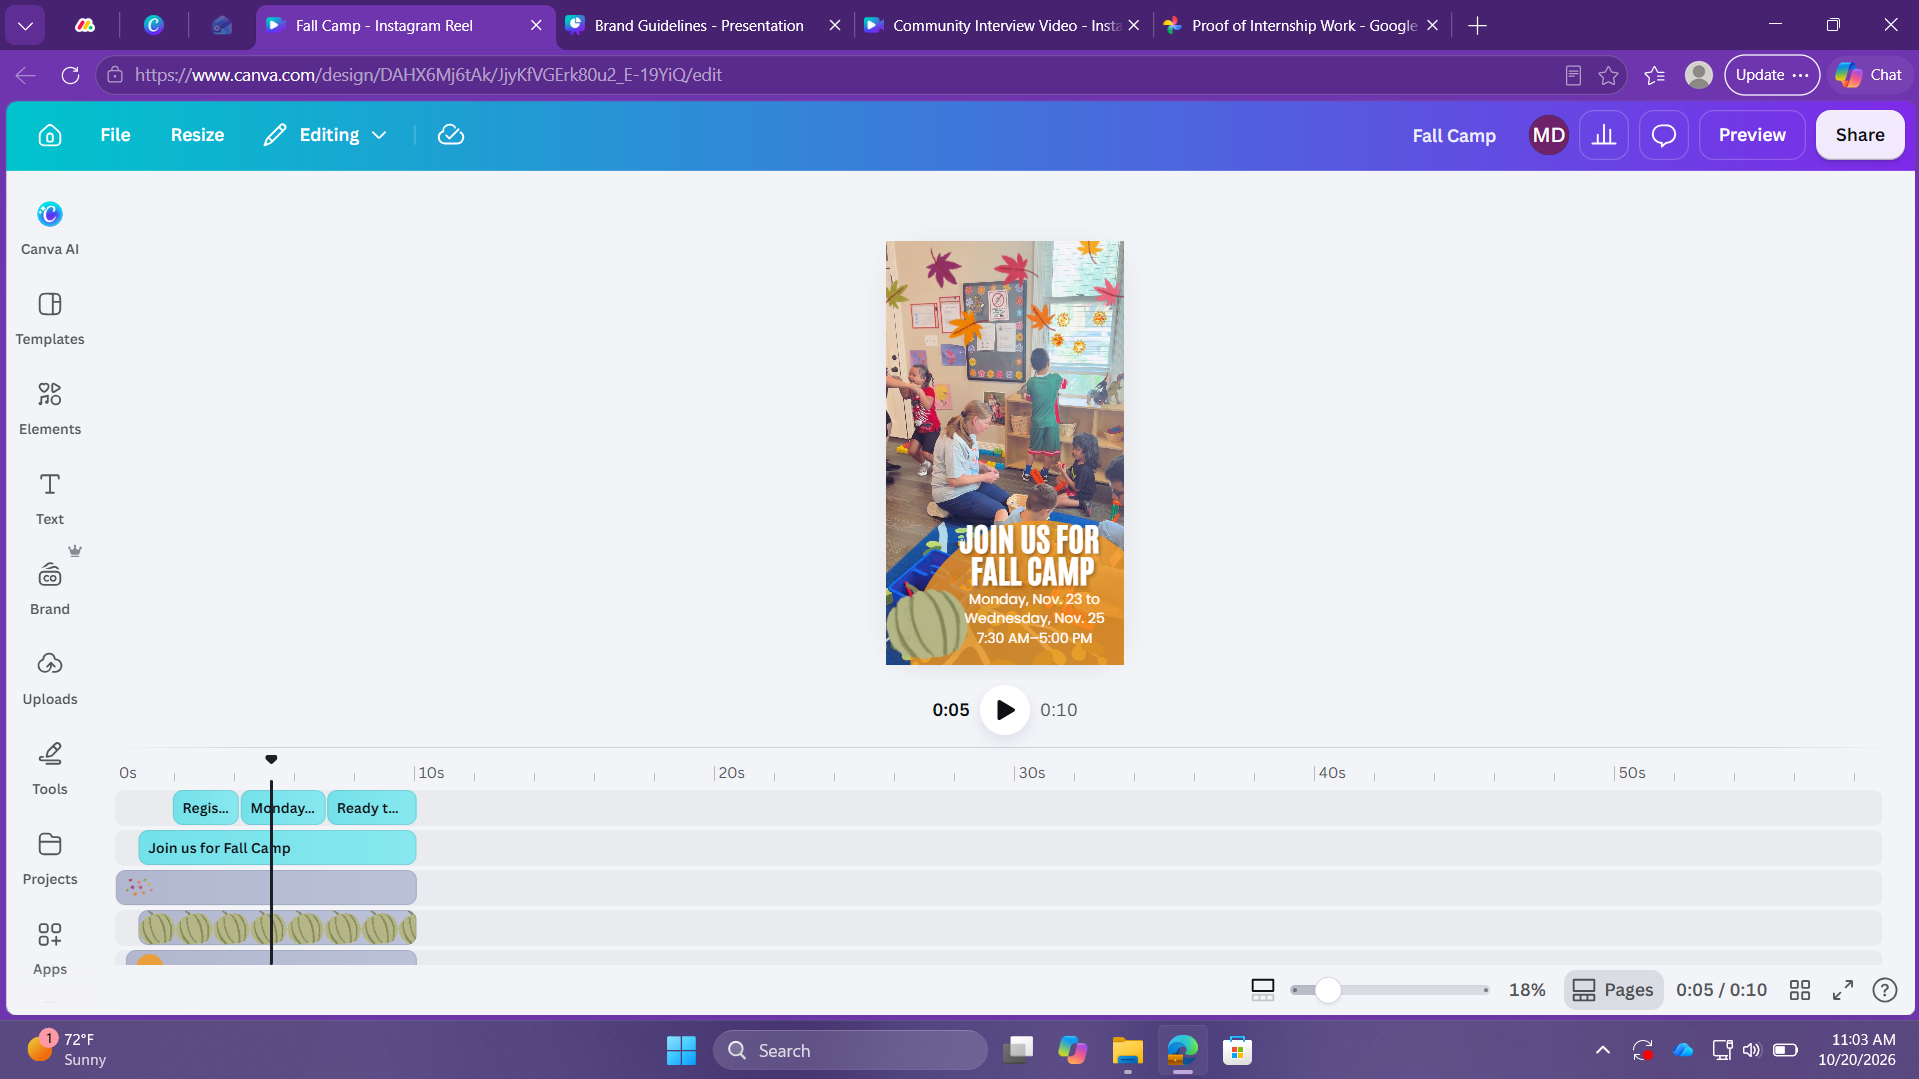 Fall Camp - Instagram Reel
Brand Guidelines - Presentation
Community Interview Video - Insta
Proof of Internship Work - Google
https://www.canva.com/design/DAHX6Mj6tAk/JjyKfVGErk80u2_E-19YiQ/edit
Update
Chat
File
Resize
Editing
Fall Camp
MD
Preview
Share
Canva AI
Templates
Elements
Text
Brand
Uploads
Tools
Projects
Apps
JOIN US FOR
FALL CAMP
Monday, Nov. 23 to
Wednesday, Nov. 25
7:30 AM–5:00 PM
0:05
0:10
0s
10s
20s
30s
40s
50s
Regis...
Monday...
Ready t...
Join us for Fall Camp
18%
Pages
0:05 / 0:10
1
72°F
Sunny
Search
11:03 AM
10/20/2026